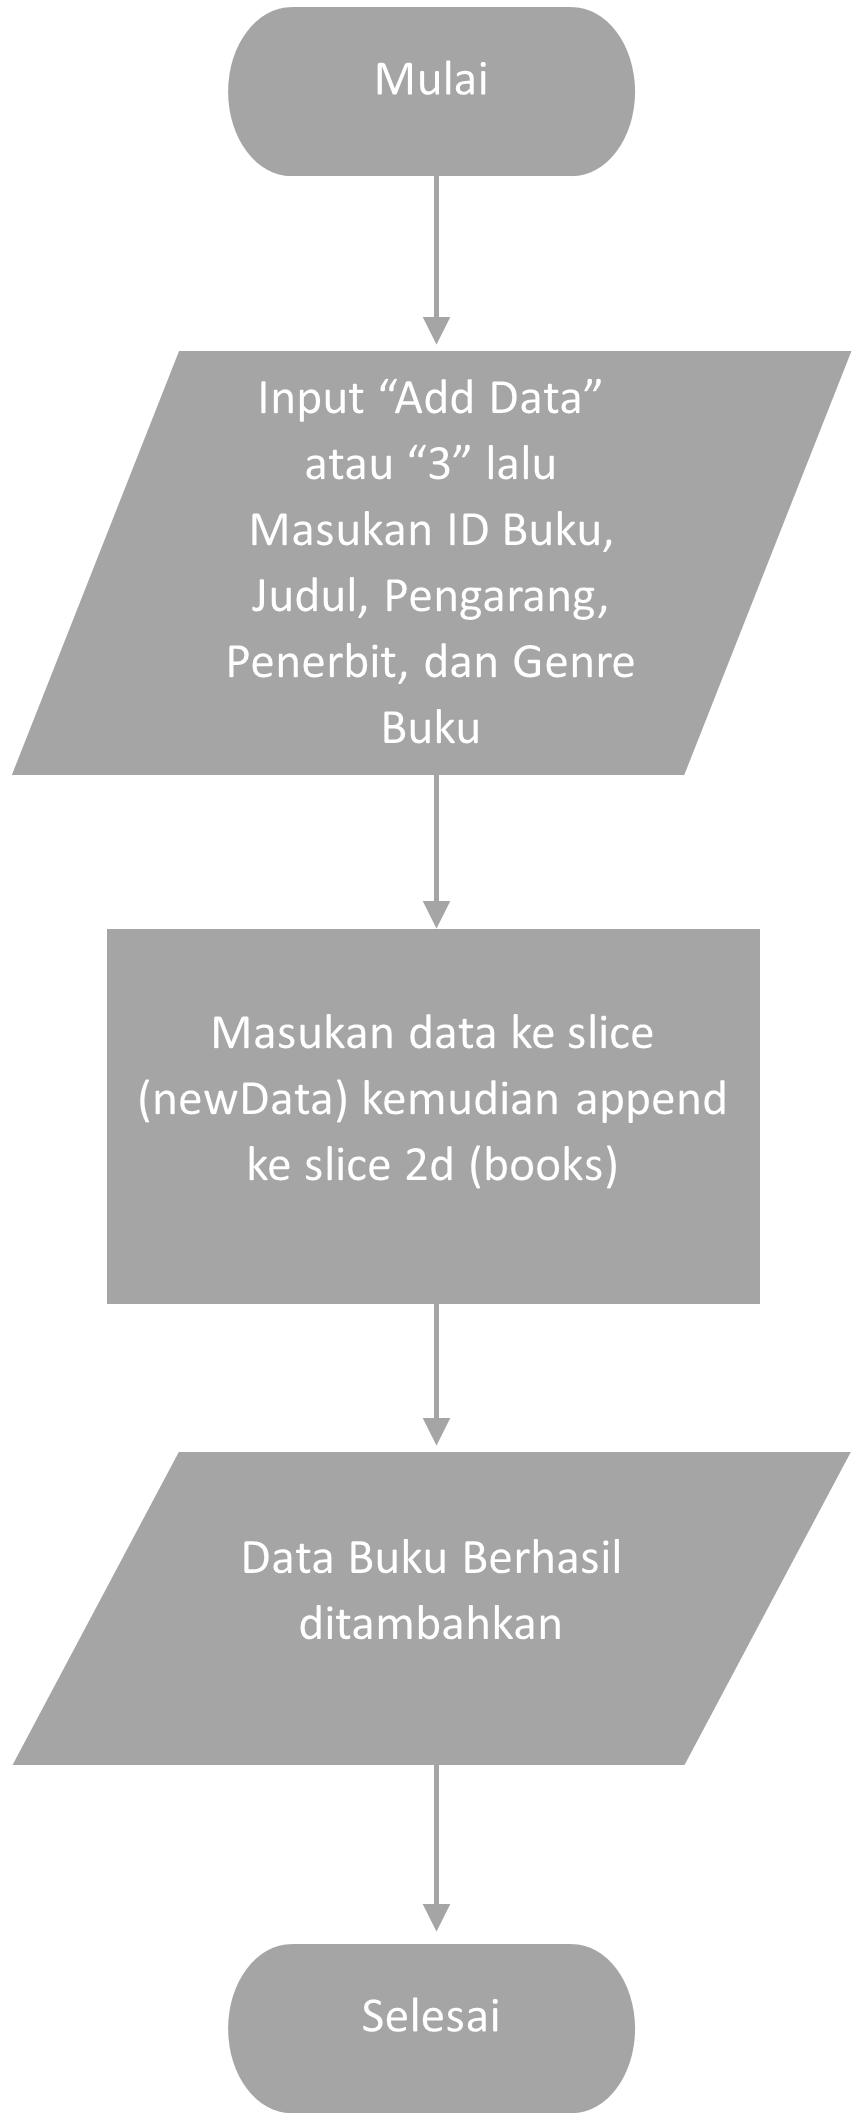 Mulai
Input “Add Data”
atau “3” lalu
Masukan ID Buku,
Judul, Pengarang,
Penerbit, dan Genre
Buku
Masukan data ke slice
(newData) kemudian append
ke slice 2d (books)
Data Buku Berhasil
ditambahkan
Selesai